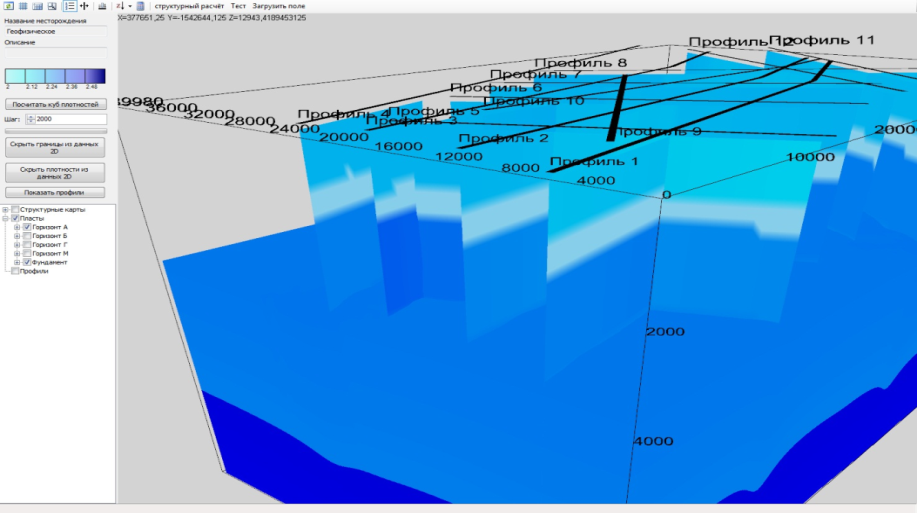 структурный расчёт Тест Загрузить поле
X=377651,25 Y=-1542644,125 Z=12943,4189453125
Название месторождения
Геофизическое
Описание
2 2.12 2.24 2.36 2.48
Посчитать куб плотностей
Шаг: 2000
Скрыть границы из данных
2D
Скрыть плотности из
данных 2D
Показать профили
Структурные карты
Пласты
Горизонт А
Горизонт Б
Горизонт Г
Горизонт М
Фундамент
Профили
Профиль 12
Профиль 11
Профиль 8
Профиль 7
Профиль 6
Профиль 10
Профиль 4
Профиль 5
Профиль 3
Профиль 9
Профиль 2
Профиль 1
39980
36000
32000
28000
24000
20000
16000
12000
8000
4000
0
10000
2000
4000